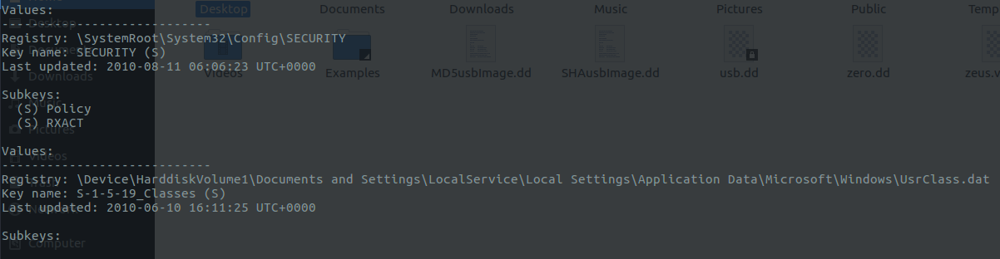 Values:
----------------------------
Registry: \SystemRoot\System32\Config\SECURITY
Key name: SECURITY (S)
Last updated: 2010-08-11 06:06:23 UTC+0000
Subkeys:
(S) Policy
(S) RXACT
Values:
----------------------------
Registry: \Device\HarddiskVolume1\Documents and Settings\LocalService\Local Settings\Application Data\Microsoft\Windows\UsrClass.dat
Key name: S-1-5-19_Classes (S)
Last updated: 2010-06-10 16:11:25 UTC+0000
Subkeys:
Desktop
Documents
Downloads
Music
Pictures
Public
Videos
Examples
MD5usbImage.dd
SHAusbImage.dd
usb.dd
zero.dd
Desktop
Downloads
Pictures
Videos
Computer